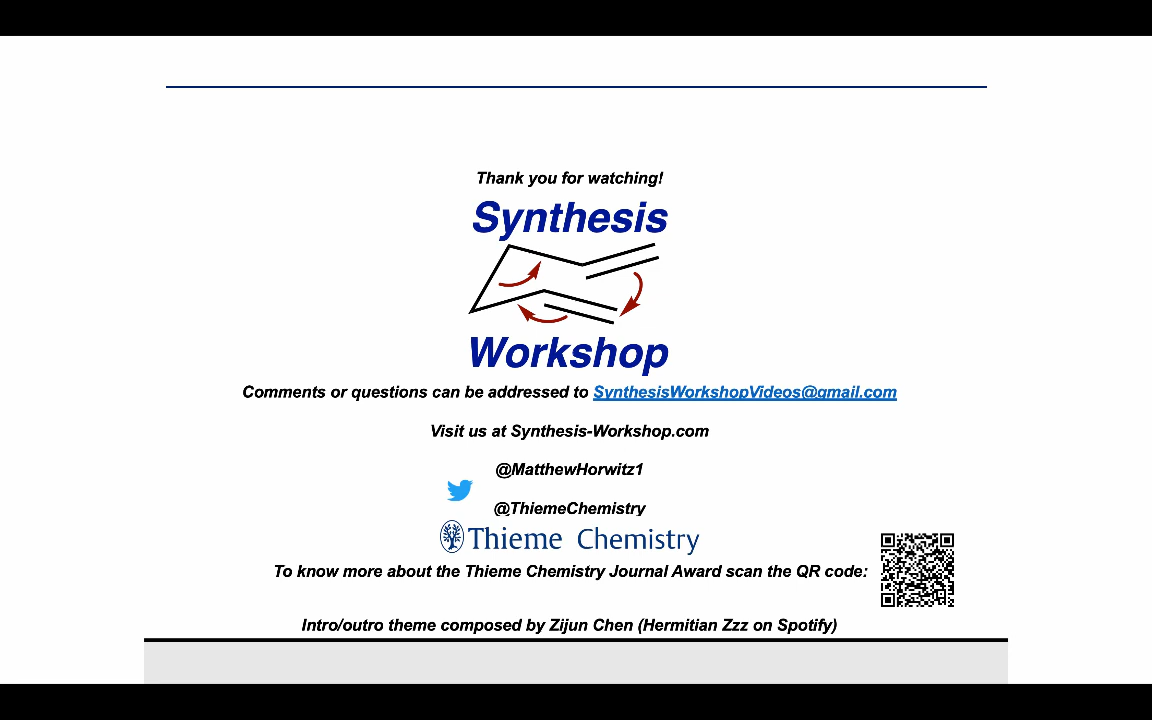 Thank you for watching!
Synthesis
Workshop
Comments or questions can be addressed to SynthesisWorkshopVideos@gmail.com
Visit us at Synthesis-Workshop.com
@MatthewHorwitz1
@ThiemeChemistry
Thieme Chemistry
To know more about the Thieme Chemistry Journal Award scan the QR code:
Intro/outro theme composed by Zijun Chen (Hermitian Zzz on Spotify)